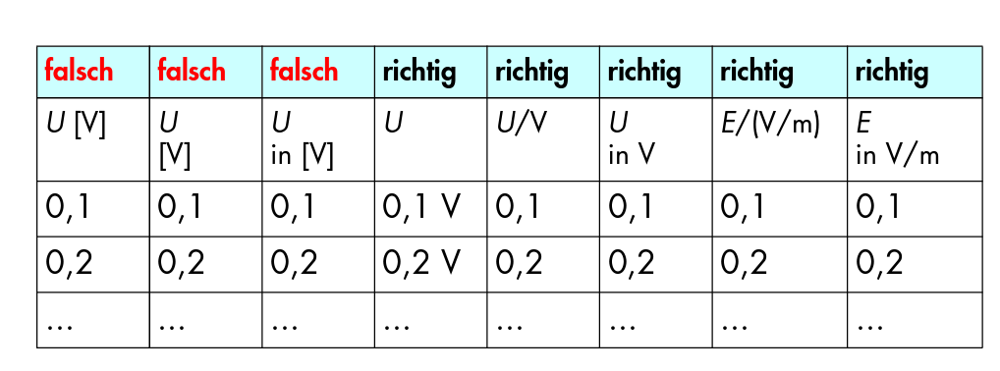 falsch falsch falsch richtig richtig richtig richtig richtig
U [V] U U U U/V U E/(V/m) E
[V] in [V] in V in V/m
0,1 0,1 0,1 0,1 V 0,1 0,1 0,1 0,1
0,2 0,2 0,2 0,2 V 0,2 0,2 0,2 0,2
... ... ... ... ... ... ... ...